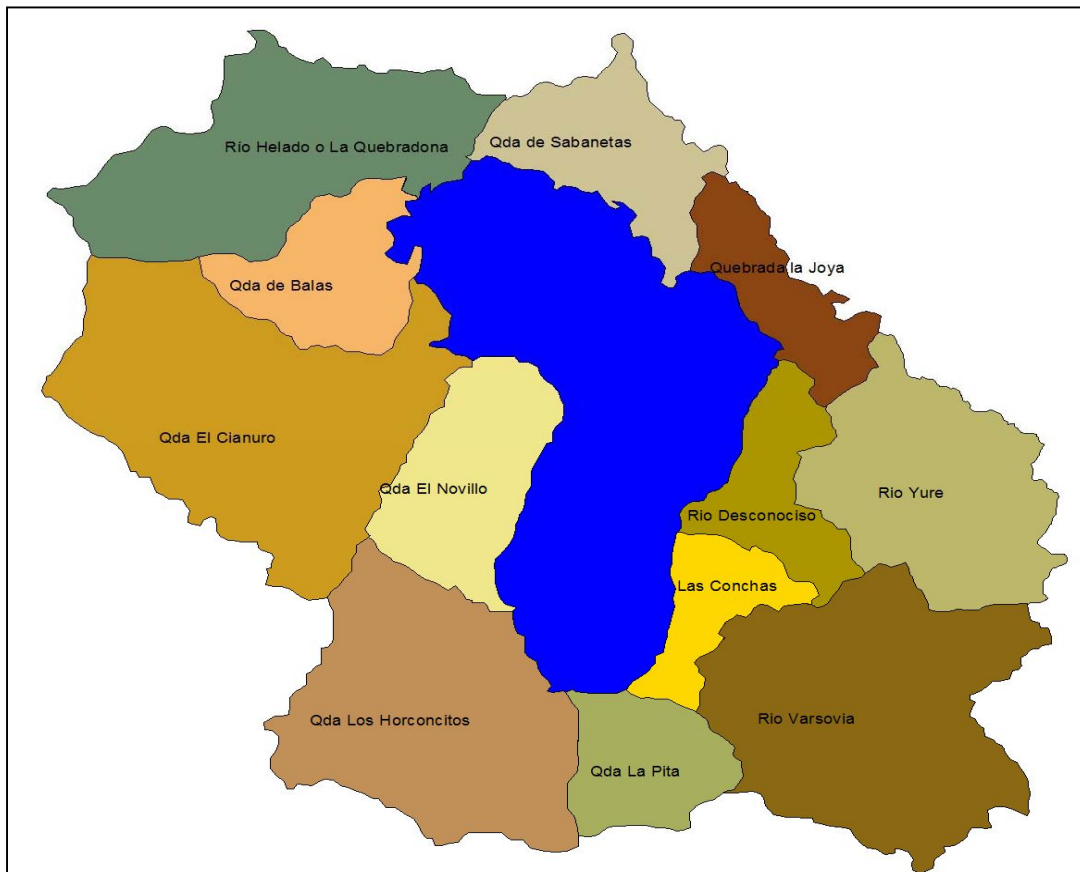 Río Helado o La Quebradona
Qda de Sabanetas
Quebrada la Joya
Qda de Balas
Qda El Cianuro
Qda El Novillo
Rio Yure
Rio Desconociso
Las Conchas
Qda Los Horconcitos
Rio Varsovia
Qda La Pita